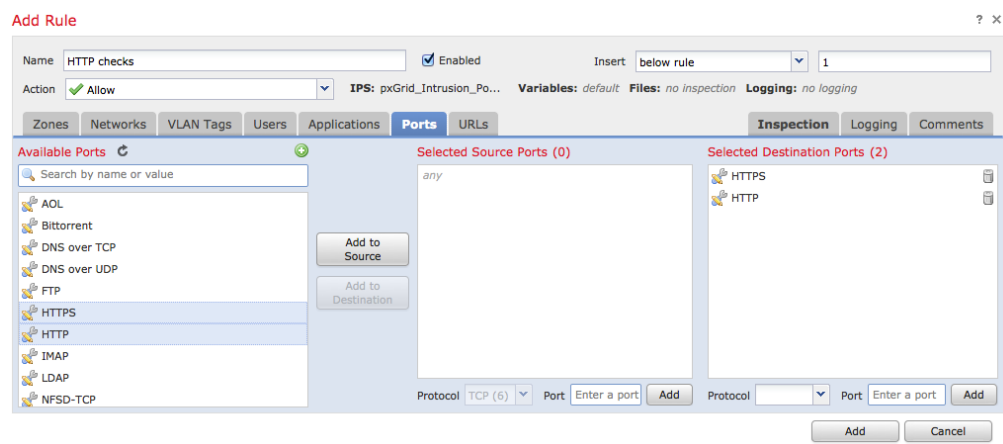 Add Rule ? ×
Name HTTP checks Enabled Insert below rule 1
Action Allow IPS: pxGrid_Intrusion_Po... Variables: default Files: no inspection Logging: no logging
Zones Networks VLAN Tags Users Applications Ports URLs Inspection Logging Comments
Available Ports
Search by name or value
AOL
Bittorrent
DNS over TCP
DNS over UDP
FTP
HTTPS
HTTP
IMAP
LDAP
NFSD-TCP
Add to
Source
Add to
Destination
Selected Source Ports (0)
any
Protocol TCP (6) Port Enter a port Add
Selected Destination Ports (2)
HTTPS
HTTP
Protocol Port Enter a port Add
Add Cancel